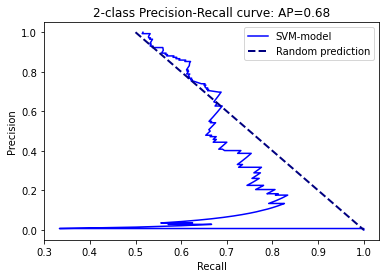 2-class Precision-Recall curve: AP=0.68
SVM-model
Random prediction
Precision
1.0
0.8
0.6
0.4
0.2
0.0
0.3 0.4 0.5 0.6 0.7 0.8 0.9 1.0
Recall